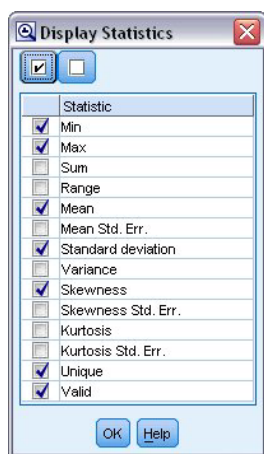 Display Statistics
Statistic
Min
Max
Sum
Range
Mean
Mean Std. Err.
Standard deviation
Variance
Skewness
Skewness Std. Err.
Kurtosis
Kurtosis Std. Err.
Unique
Valid
OK Help